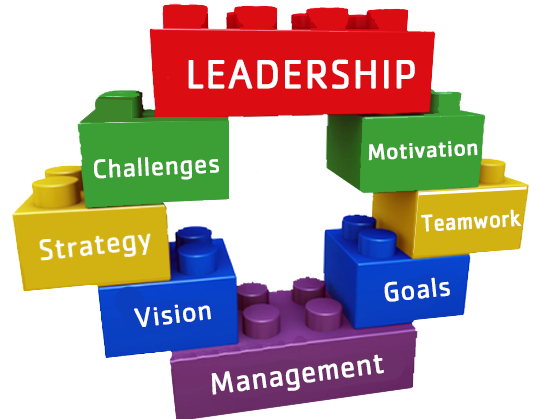 LEADERSHIP
Challenges
Motivation
Strategy
Teamwork
Vision
Goals
Management